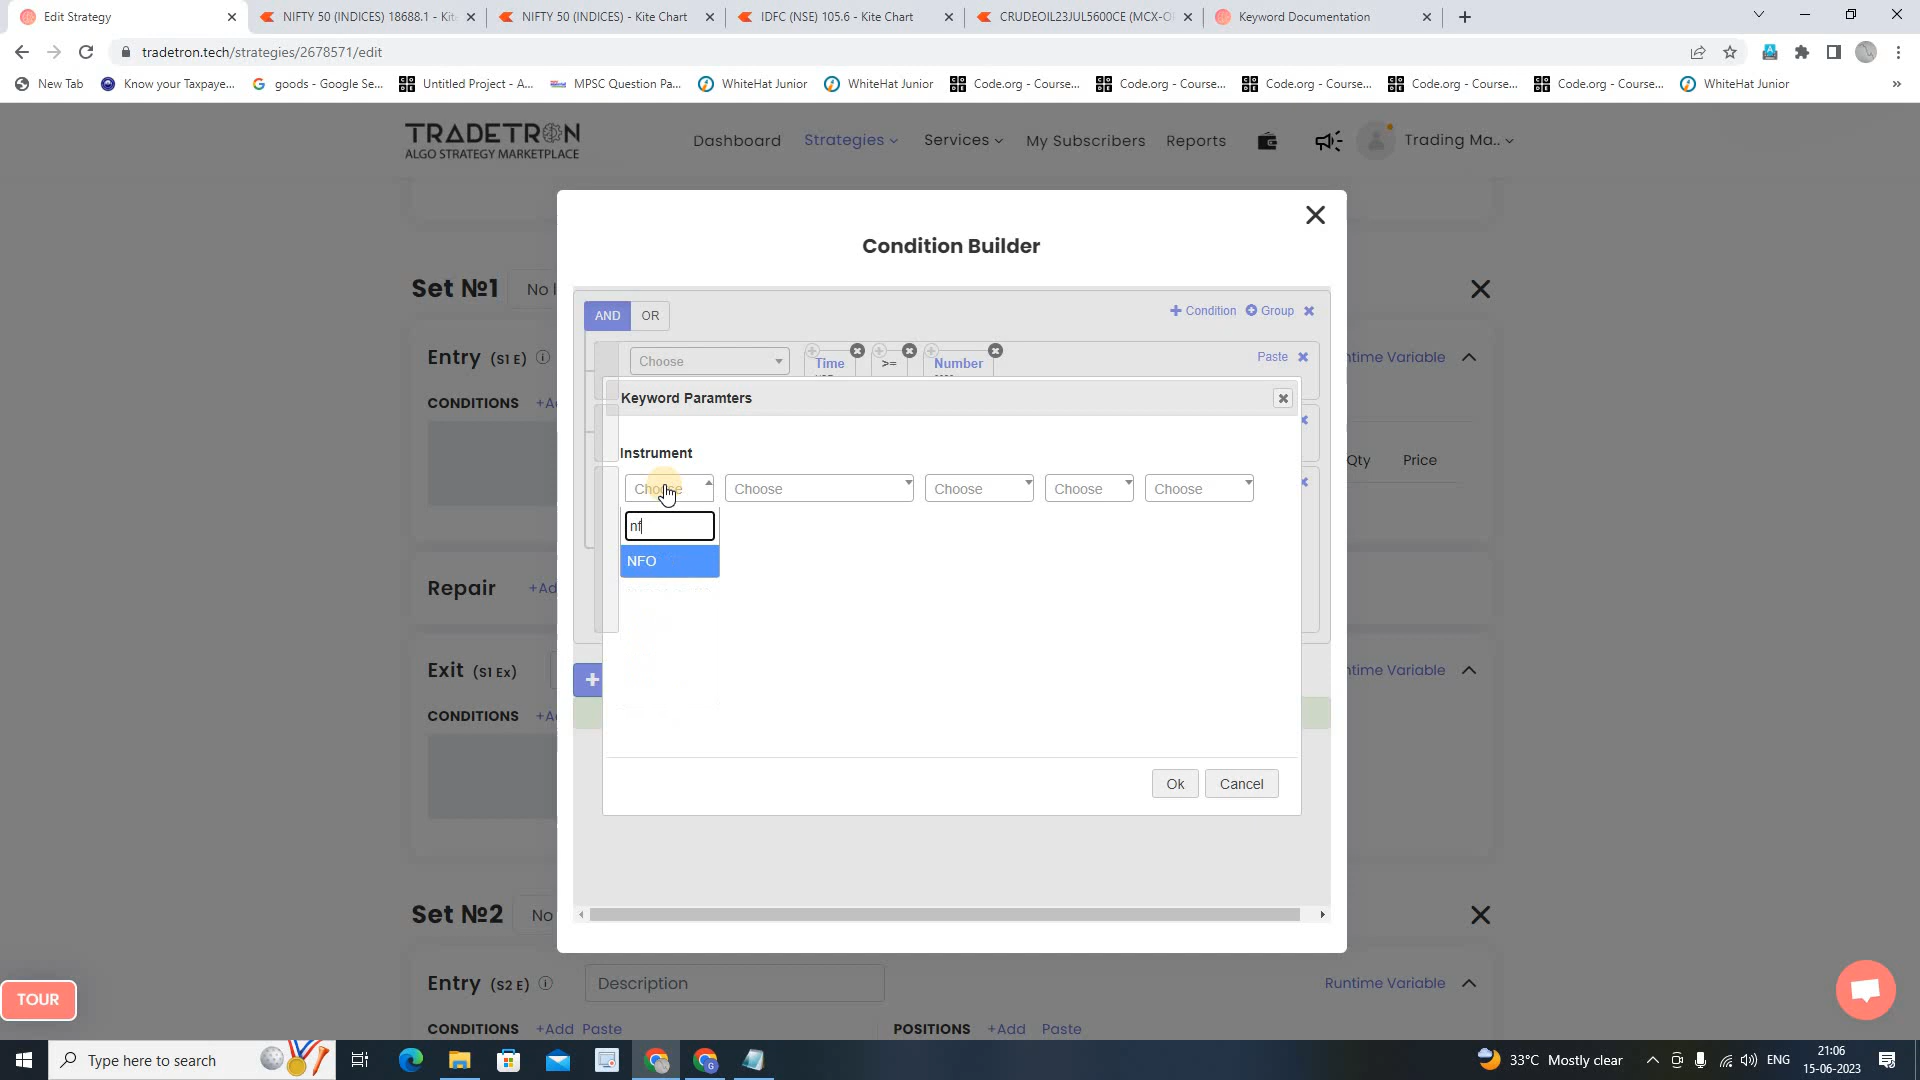 Edit Strategy
NIFTY 50 (INDICES) 18688.1 - Kit
NIFTY 50 (INDICES) - Kite Chart
IDFC (NSE) 105.6 - Kite Chart
CRUDEOIL23JUL5600CE (MCX-O
Keyword Documentation
tradetron.tech/strategies/2678571/edit
New Tab
Know your Taxpaye...
goods - Google Se...
Untitled Project - A...
MPSC Question Pa...
WhiteHat Junior
WhiteHat Junior
Code.org - Course...
Code.org - Course...
Code.org - Course...
Code.org - Course...
Code.org - Course...
WhiteHat Junior
»
TRADETRON
ALGO STRATEGY MARKETPLACE
Dashboard
Strategies
Services
My Subscribers
Reports
Trading Ma..
Condition Builder
Set №1
No
AND
OR
+ Condition
Group
Entry (S1 E)
Choose
Time
>=
Number
Paste
ntime Variable
Keyword Paramters
CONDITIONS +A
Instrument
Qty
Price
Choose
Choose
Choose
Choose
nf
NFO
Repair
+Ad
Exit (S1 Ex)
ntime Variable
+
CONDITIONS +A
Ok
Cancel
Set №2
No
Entry (S2 E)
Description
Runtime Variable
TOUR
CONDITIONS +Add Paste
POSITIONS +Add Paste
Type here to search
33°C Mostly clear
ENG
21:06
15-06-2023